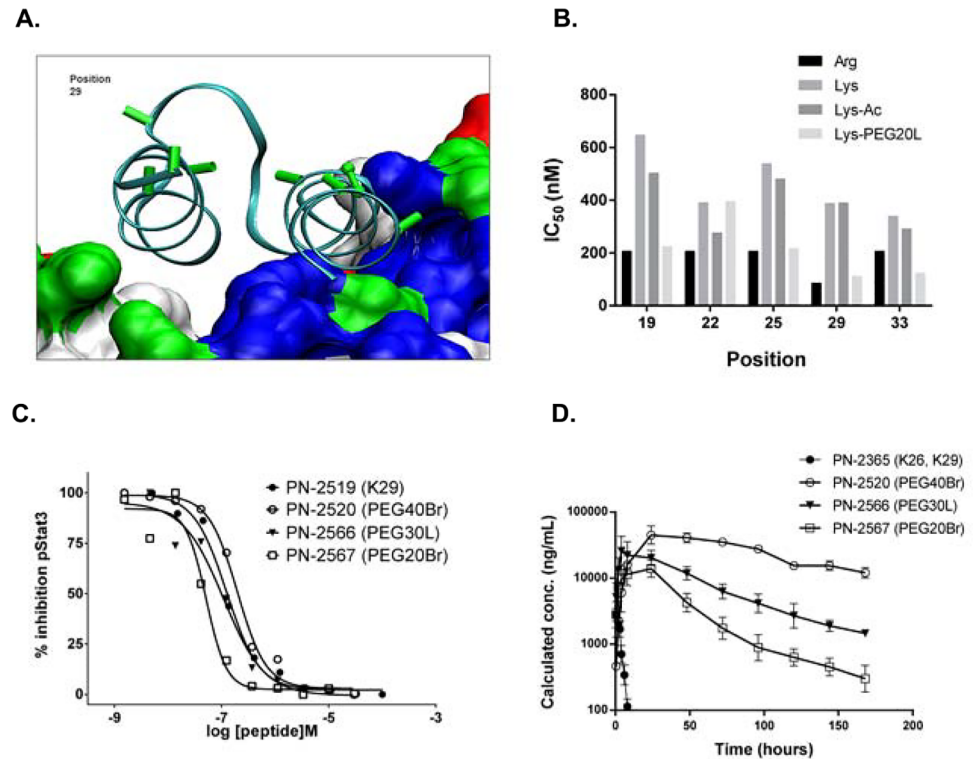 A.
Position
29
B.
Arg
Lys
Lys-Ac
Lys-PEG20L
800
600
400
200
0
IC50 (nM)
19 22 25 29 33
Position
C.
PN-2519 (K29)
PN-2520 (PEG40Br)
PN-2566 (PEG30L)
PN-2567 (PEG20Br)
100
75
50
25
0
% inhibition pStat3
-9 -7 -5 -3
log [peptide]M
D.
PN-2365 (K26, K29)
PN-2520 (PEG40Br)
PN-2566 (PEG30L)
PN-2567 (PEG20Br)
100000
10000
1000
100
Calculated conc. (ng/mL)
0 50 100 150 200
Time (hours)